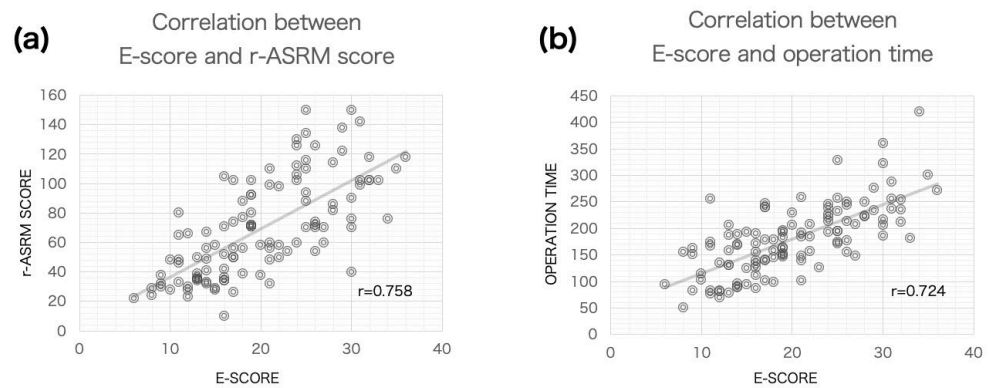 (a)
Correlation between
E-score and r-ASRM score
160
140
120
100
80
60
40
20
0
r-ASRM SCORE
r=0.758
0 10 20 30 40
E-SCORE
(b)
Correlation between
E-score and operation time
450
400
350
300
250
200
150
100
50
0
OPERATION TIME
r=0.724
0 10 20 30 40
E-SCORE